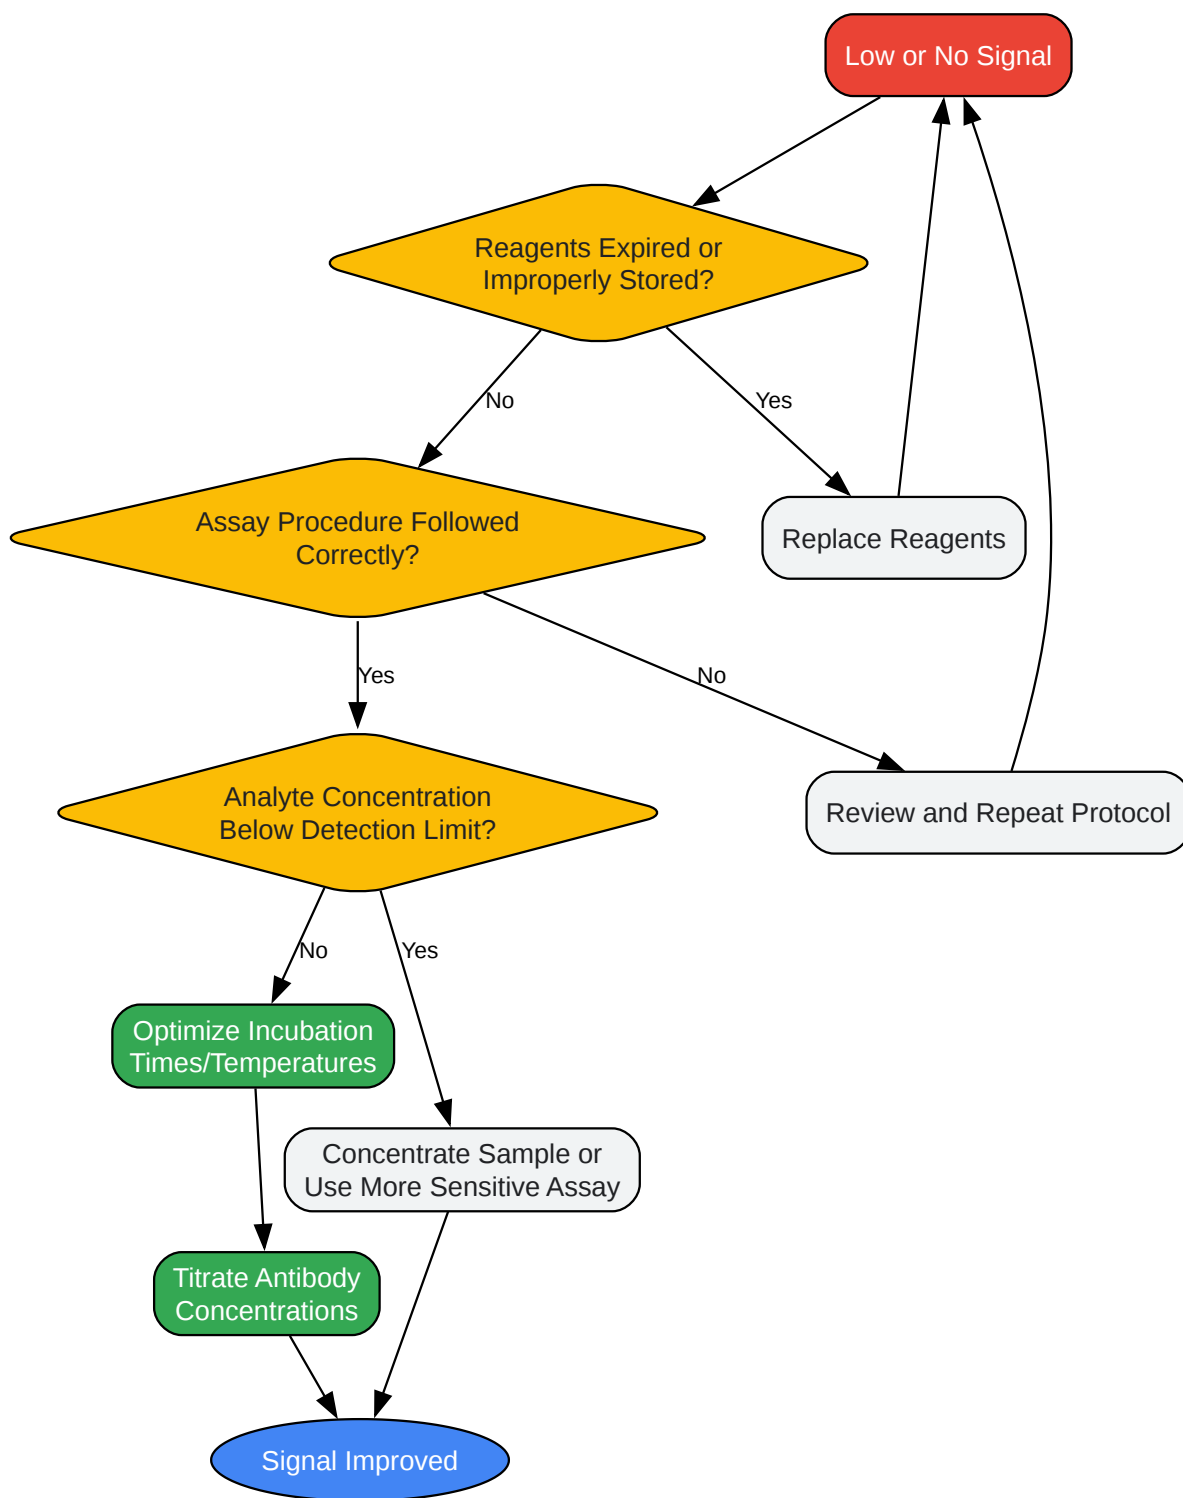 Low or No Signal
Reagents Expired or
Improperly Stored?
No
Yes
Assay Procedure Followed
Correctly?
Replace Reagents
Yes
No
Analyte Concentration
Below Detection Limit?
Review and Repeat Protocol
No
Yes
Optimize Incubation
Times/Temperatures
Concentrate Sample or
Use More Sensitive Assay
Titrate Antibody
Concentrations
Signal Improved